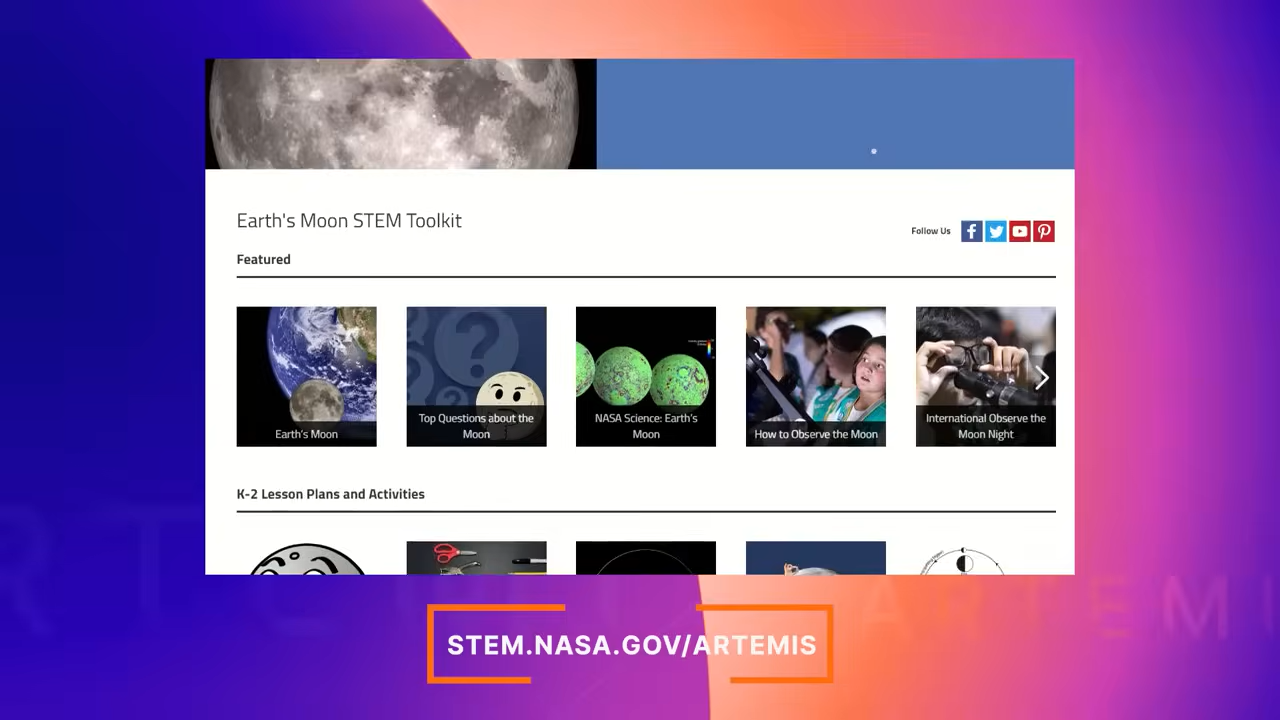 Earth's Moon STEM Toolkit
Follow Us
Featured
Earth's Moon
Top Questions about the
Moon
NASA Science: Earth's
Moon
How to Observe the Moon
International Observe the
Moon Night
K-2 Lesson Plans and Activities
ARTEMI
STEM.NASA.GOV/ARTEMIS